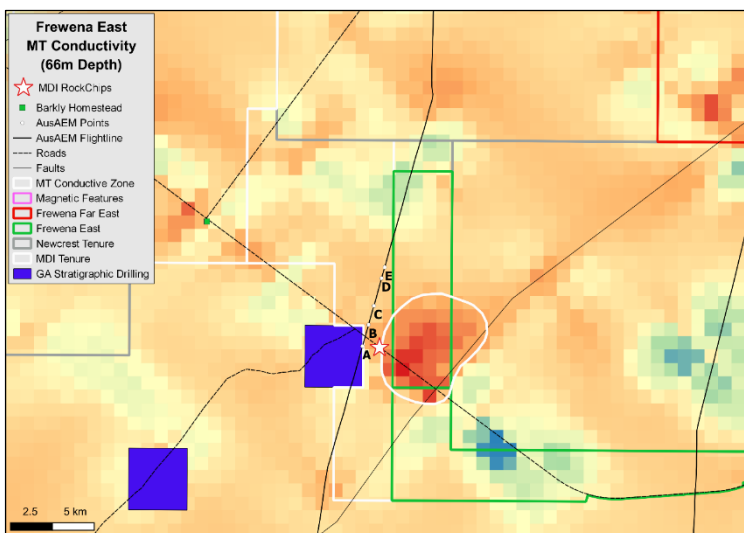 Frewena East
MT Conductivity
(66m Depth)
MDI RockChips
Barkly Homestead
AusAEM Points
AusAEM Flightline
Roads
Faults
MT Conductive Zone
Magnetic Features
Frewena Far East
Frewena East
Newcrest Tenure
MDI Tenure
GA Stratigraphic Drilling
E
D
C
B
A
2.5 5 km